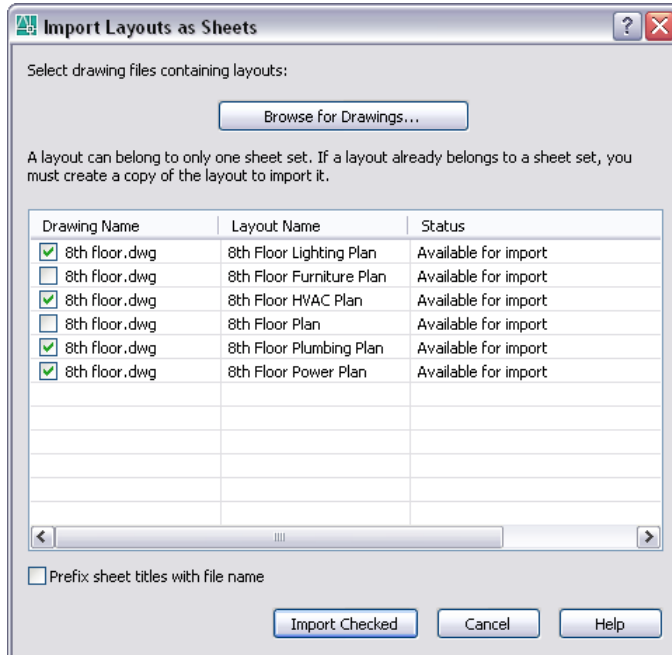 Import Layouts as Sheets
Select drawing files containing layouts:
Browse for Drawings...
A layout can belong to only one sheet set. If a layout already belongs to a sheet set, you
must create a copy of the layout to import it.
Drawing Name Layout Name Status
8th floor.dwg 8th Floor Lighting Plan Available for import
8th floor.dwg 8th Floor Furniture Plan Available for import
8th floor.dwg 8th Floor HVAC Plan Available for import
8th floor.dwg 8th Floor Plan Available for import
8th floor.dwg 8th Floor Plumbing Plan Available for import
8th floor.dwg 8th Floor Power Plan Available for import
Prefix sheet titles with file name
Import Checked Cancel Help